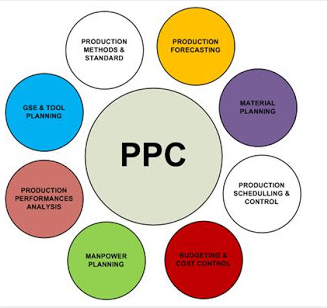 PRODUCTION
METHODS &
STANDARD
PRODUCTION
FORECASTING
GSE & TOOL
PLANNING
MATERIAL
PLANNING
PPC
PRODUCTION
SCHEDULLING &
CONTROL
PRODUCTION
PERFORMANCES
ANALYSIS
MANPOWER
PLANNING
BUDGETING &
COST CONTROL